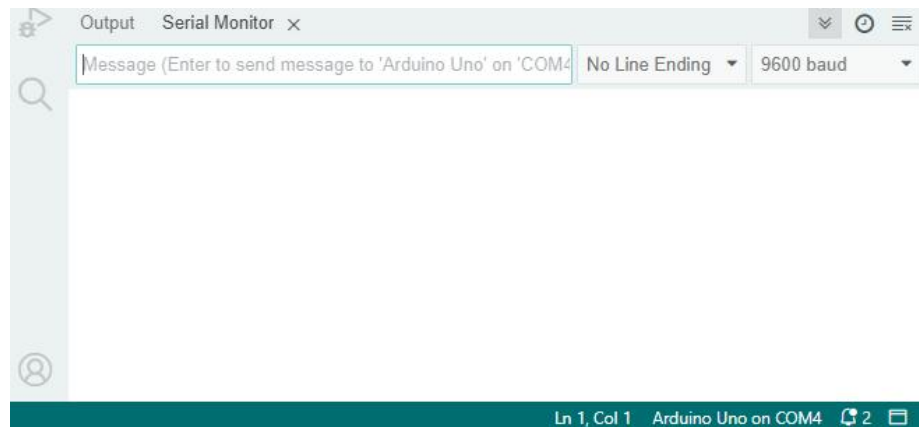 Output Serial Monitor
Message (Enter to send message to 'Arduino Uno' on 'COM4 No Line Ending 9600 baud
Ln 1, Col 1 Arduino Uno on COM4 2